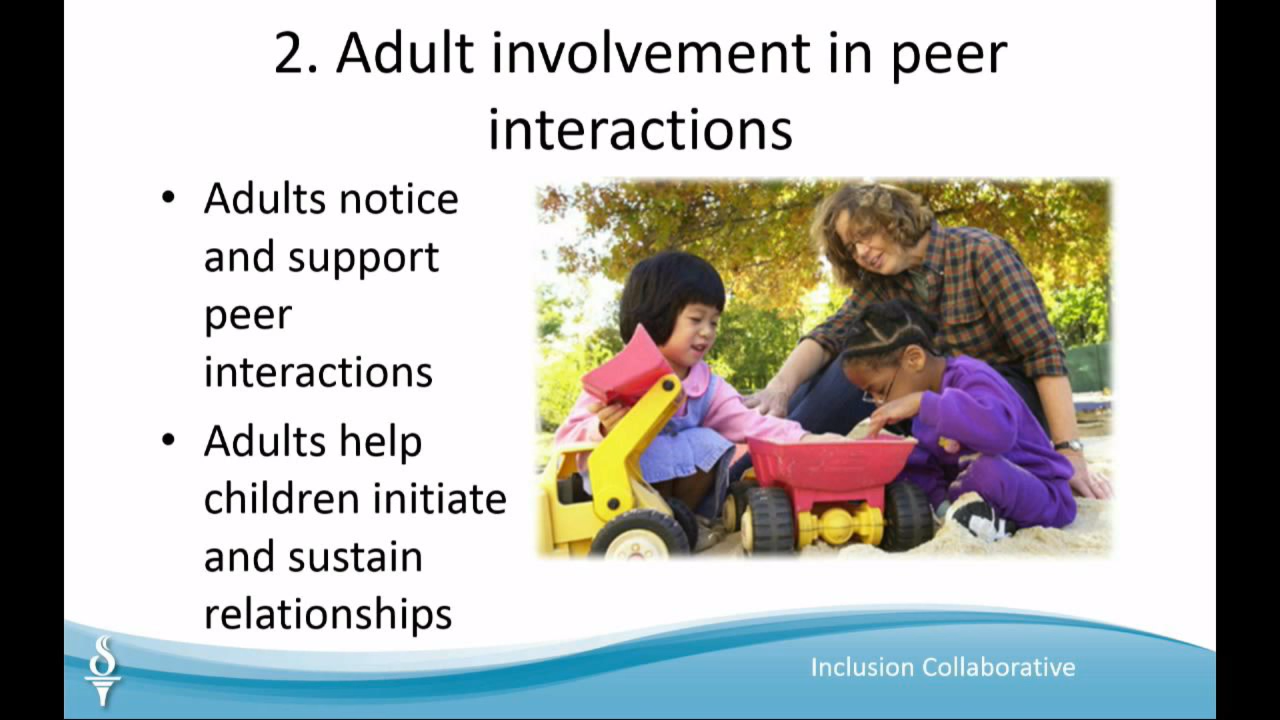 2. Adult involvement in peer
interactions
• Adults notice
and support
peer
interactions
• Adults help
children initiate
and sustain
relationships
Inclusion Collaborative